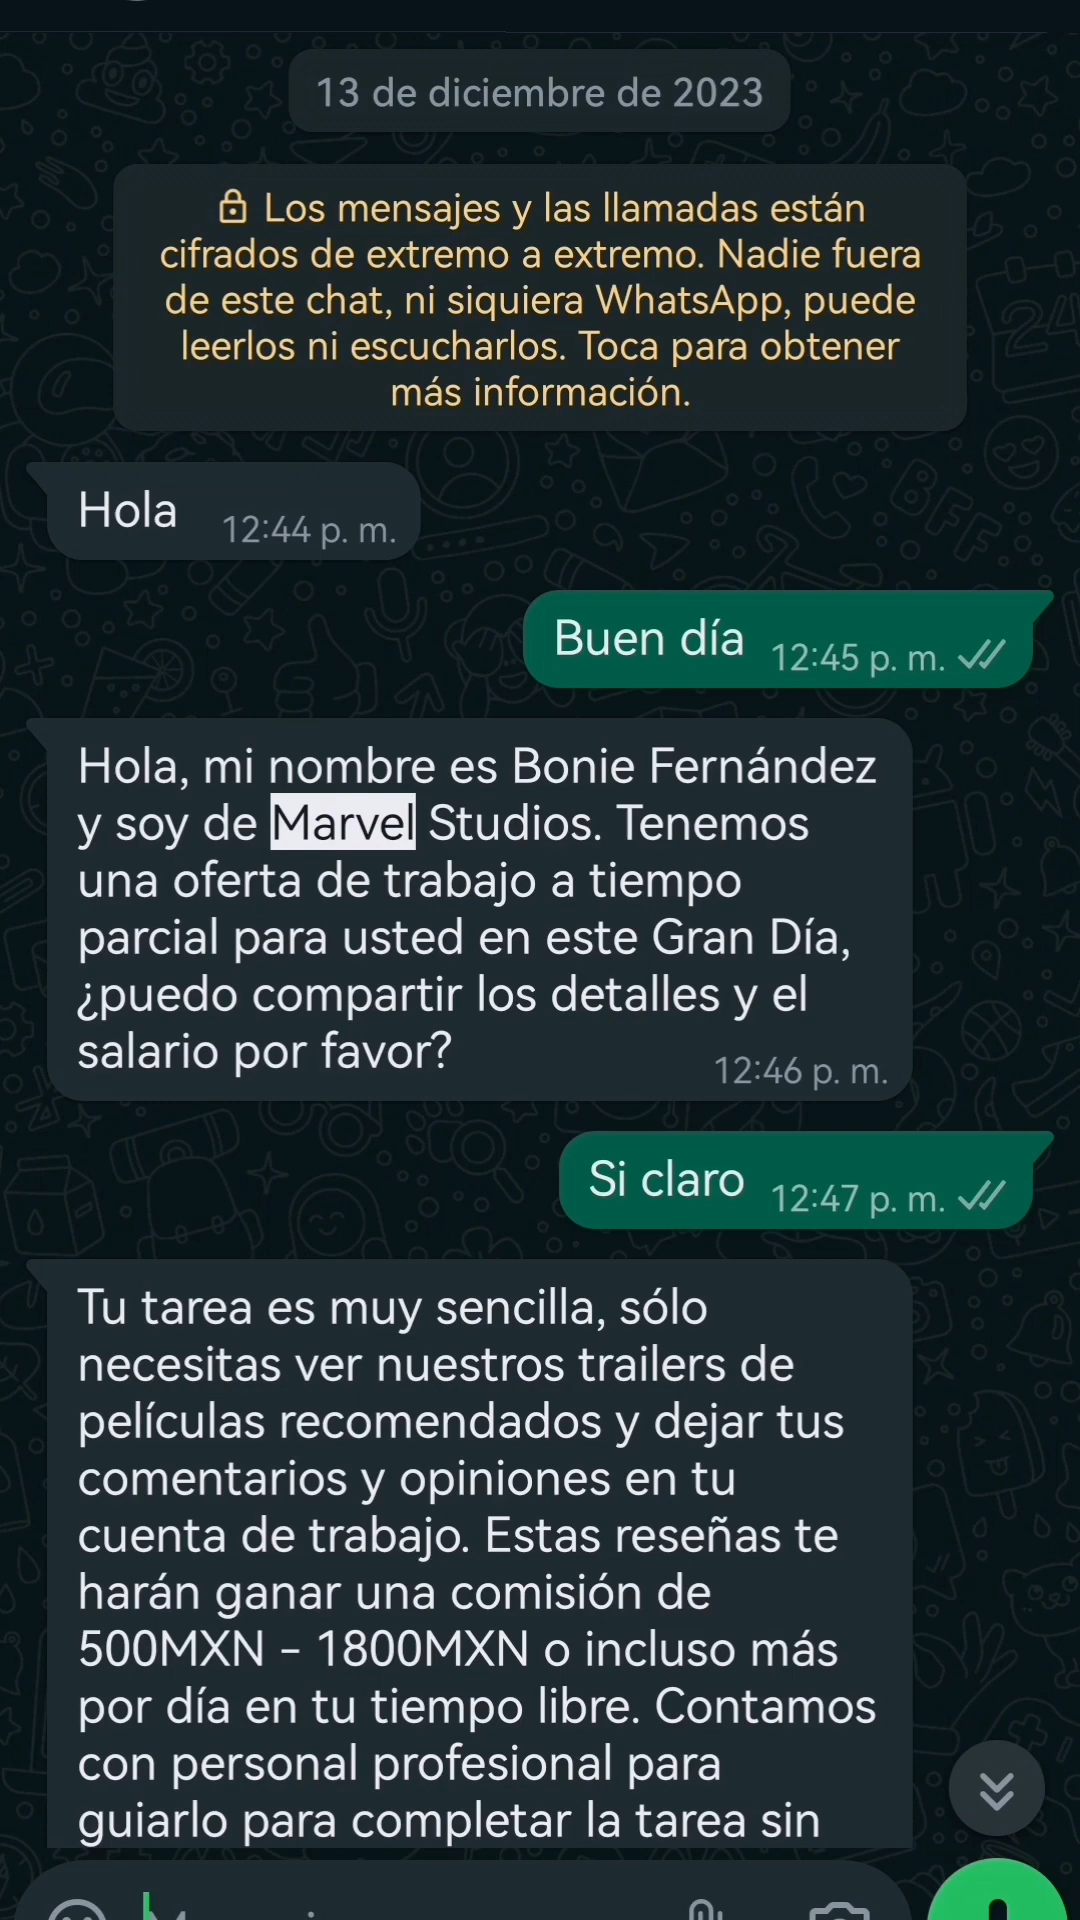 13 de diciembre de 2023
Los mensajes y las llamadas están
cifrados de extremo a extremo. Nadie fuera
de este chat, ni siquiera WhatsApp, puede
leerlos ni escucharlos. Toca para obtener
más información.
Hola 12:44 p. m.
Buen día 12:45 p. m.
Hola, mi nombre es Bonie Fernández
y soy de Marvel Studios. Tenemos
una oferta de trabajo a tiempo
parcial para usted en este Gran Día,
¿puedo compartir los detalles y el
salario por favor? 12:46 p. m.
Si claro 12:47 p. m.
Tu tarea es muy sencilla, sólo
necesitas ver nuestros trailers de
películas recomendados y dejar tus
comentarios y opiniones en tu
cuenta de trabajo. Estas reseñas te
harán ganar una comisión de
500MXN - 1800MXN o incluso más
por día en tu tiempo libre. Contamos
con personal profesional para
guiarlo para completar la tarea sin